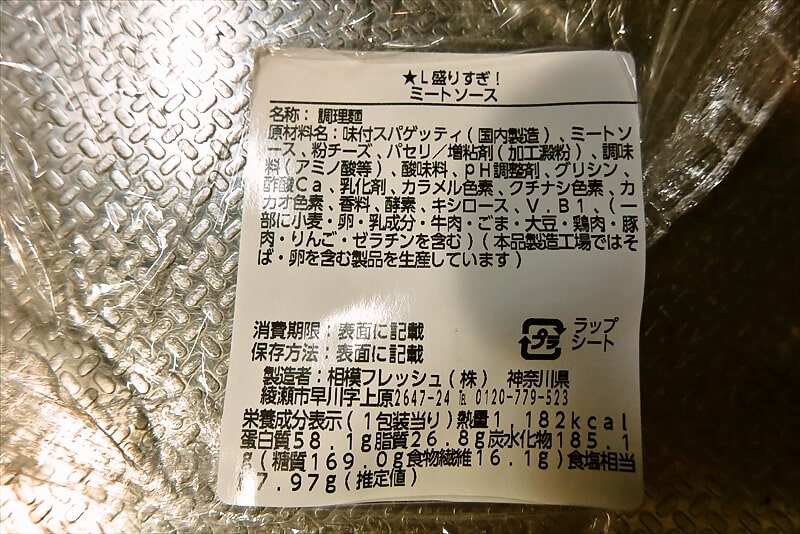 ★L盛りすぎ!
ミートソース
名称：調理麺
原材料名：味付スパゲッティ(国内製造)、ミートソ
ース、粉チーズ、パセリ／増粘剤(加工澱粉)、調味
料(アミノ酸等)、酸味料、pH調整剤、グリシン、
酢酸Ca、乳化剤、カラメル色素、クチナシ色素、カ
カオ色素、香料、酵素、キシロース、V.B1、(一
部に小麦・卵・乳成分・牛肉・ごま・大豆・鶏肉・豚
肉・りんご・ゼラチンを含む)(本品製造工場ではそ
ば・卵を含む製品を生産しています)
消費期限：表面に記載
保存方法：表面に記載
プラ
ラップ
シート
製造者：相模フレッシュ(株) 神奈川県
綾瀬市早川字上原2647-24 ℡ 0120-779-523
栄養成分表示(1包装当り)熱量1,182kcal
蛋白質58.1g脂質26.8g炭水化物185.1
g(糖質169.0g食物繊維16.1g)食塩相当
7.97g(推定値)